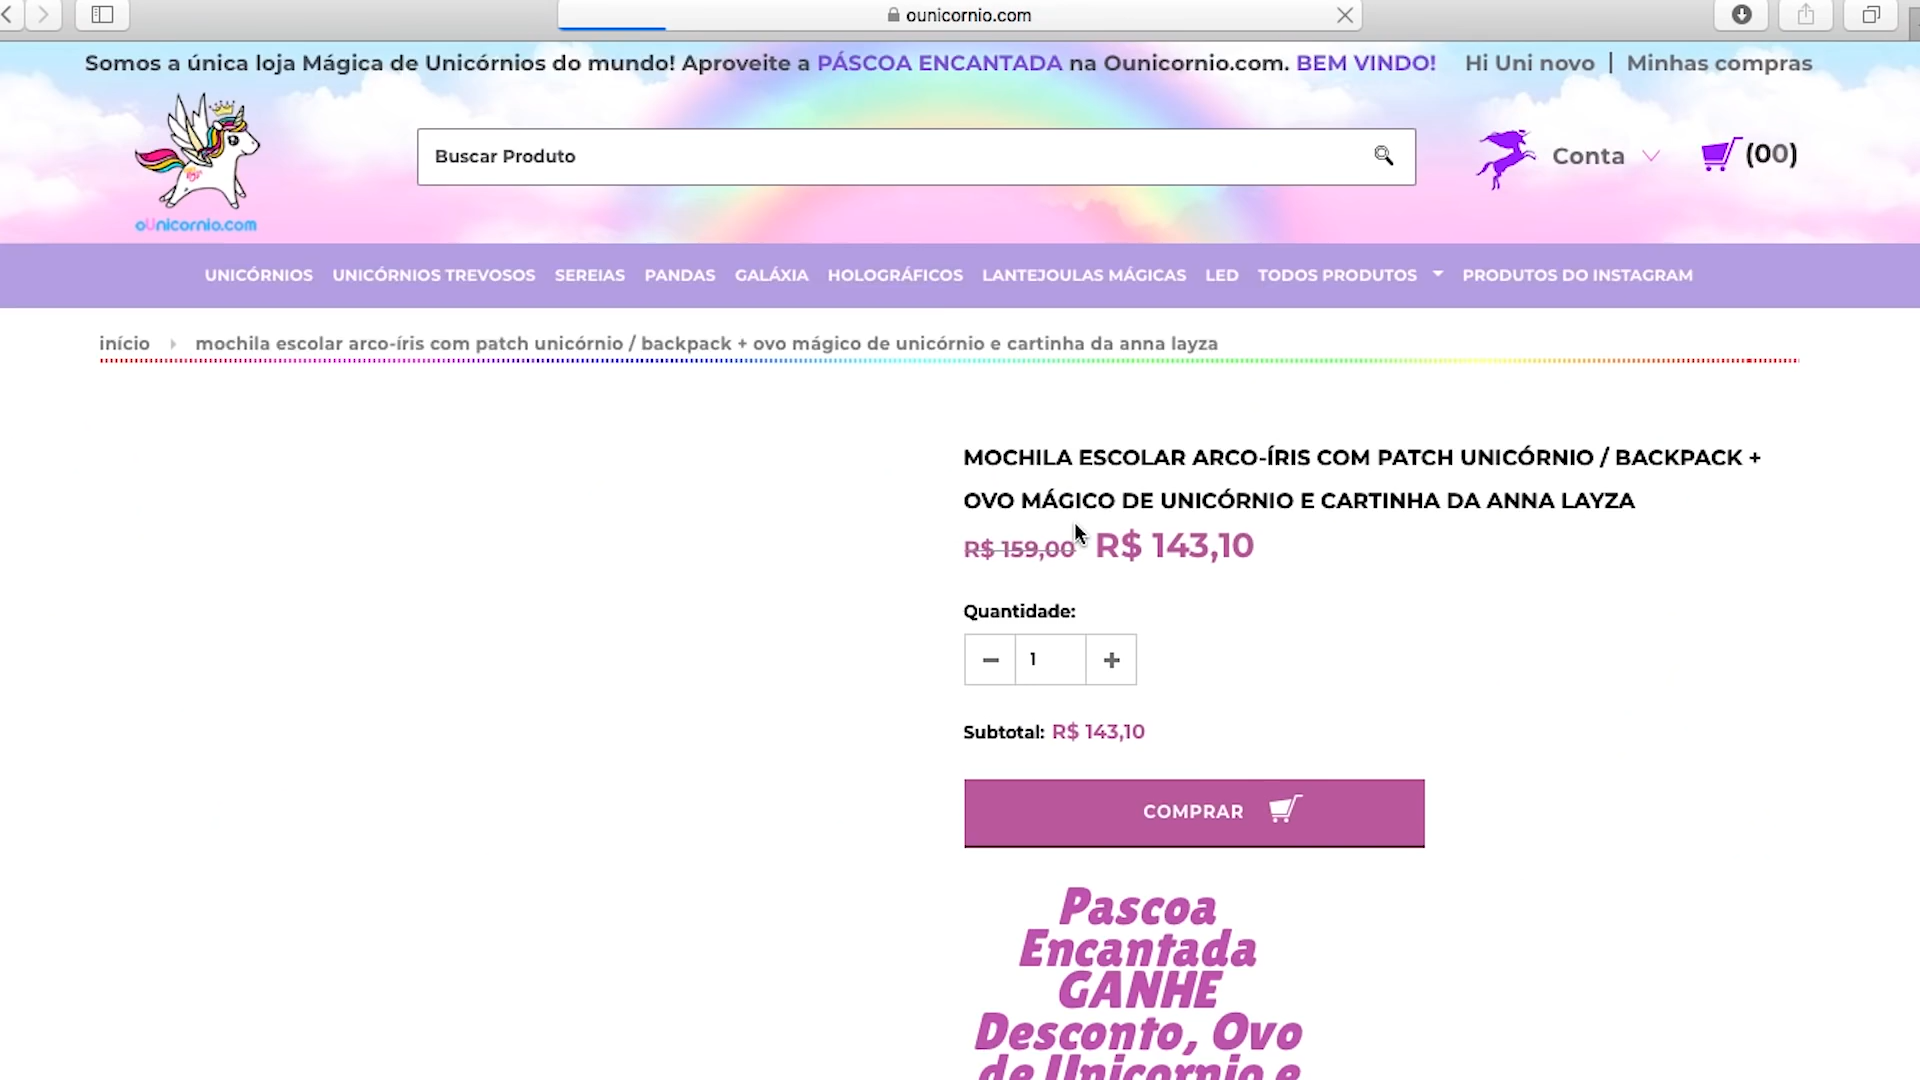 ounicornio.com
Somos a única loja Mágica de Unicórnios do mundo! Aproveite a PÁSCOA ENCANTADA na Ounicornio.com. BEM VINDO!
Hi Uni novo | Minhas compras
oUnicornio.com
Buscar Produto
Conta
(00)
UNICÓRNIOS UNICÓRNIOS TREVOSOS SEREIAS PANDAS GALÁXIA HOLOGRÁFICOS LANTEJOULAS MÁGICAS LED TODOS PRODUTOS PRODUTOS DO INSTAGRAM
início mochila escolar arco-íris com patch unicórnio / backpack + ovo mágico de unicórnio e cartinha da anna layza
MOCHILA ESCOLAR ARCO-ÍRIS COM PATCH UNICÓRNIO / BACKPACK +
OVO MÁGICO DE UNICÓRNIO E CARTINHA DA ANNA LAYZA
R$ 159,00 R$ 143,10
Quantidade:
1
Subtotal: R$ 143,10
COMPRAR
Pascoa
Encantada
GANHE
Desconto, Ovo
de Unicornio e